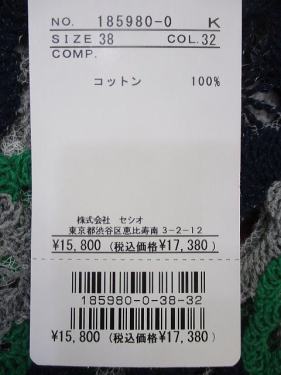 NO. 185980-0 K
SIZE 38 COL. 32
COMP.
コットン 100%
株式会社 セシオ
東京都渋谷区恵比寿南3-2-12
¥15,800 (税込価格¥17,380)
185980-0-38-32
¥15,800 (税込価格¥17,380)